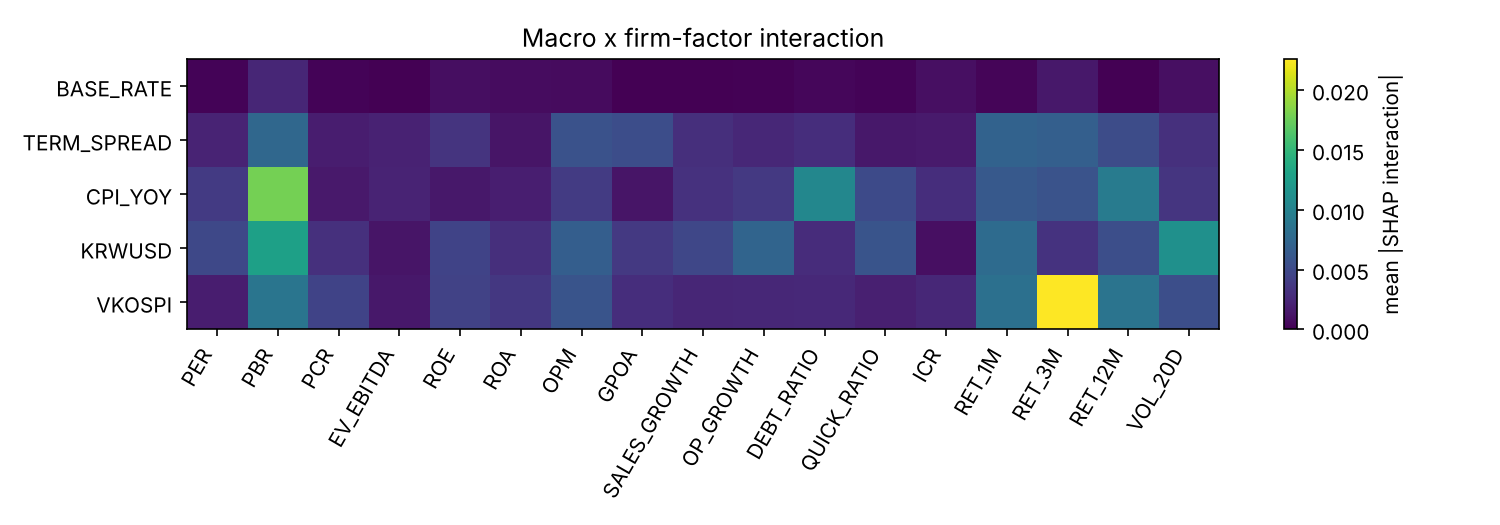 Macro x firm-factor interaction
BASE_RATE
TERM_SPREAD
CPI_YOY
KRWUSD
VKOSPI
PER
PBR
PCR
EV_EBITDA
ROE
ROA
OPM
GPOA
SALES_GROWTH
OP_GROWTH
DEBT_RATIO
QUICK_RATIO
ICR
RET_1M
RET_3M
RET_12M
VOL_20D
0.020
0.015
0.010
0.005
0.000
mean |SHAP interaction|